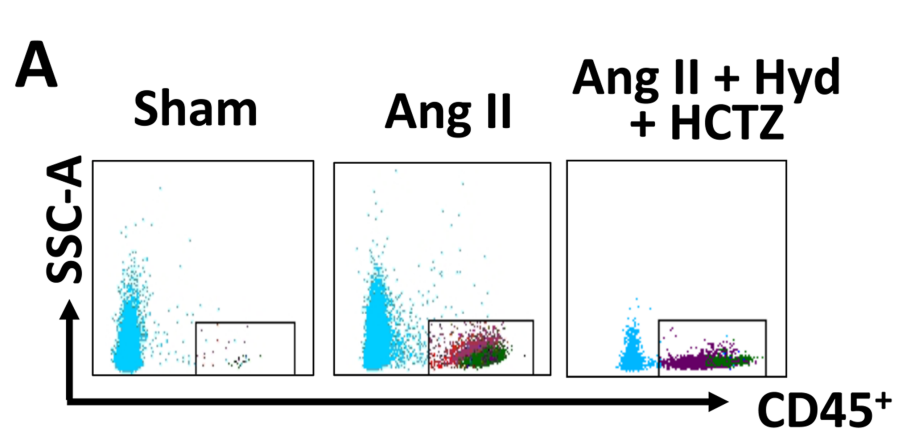 A
Sham
Ang II
Ang II + Hyd
+ HCTZ
SSC-A
CD45+